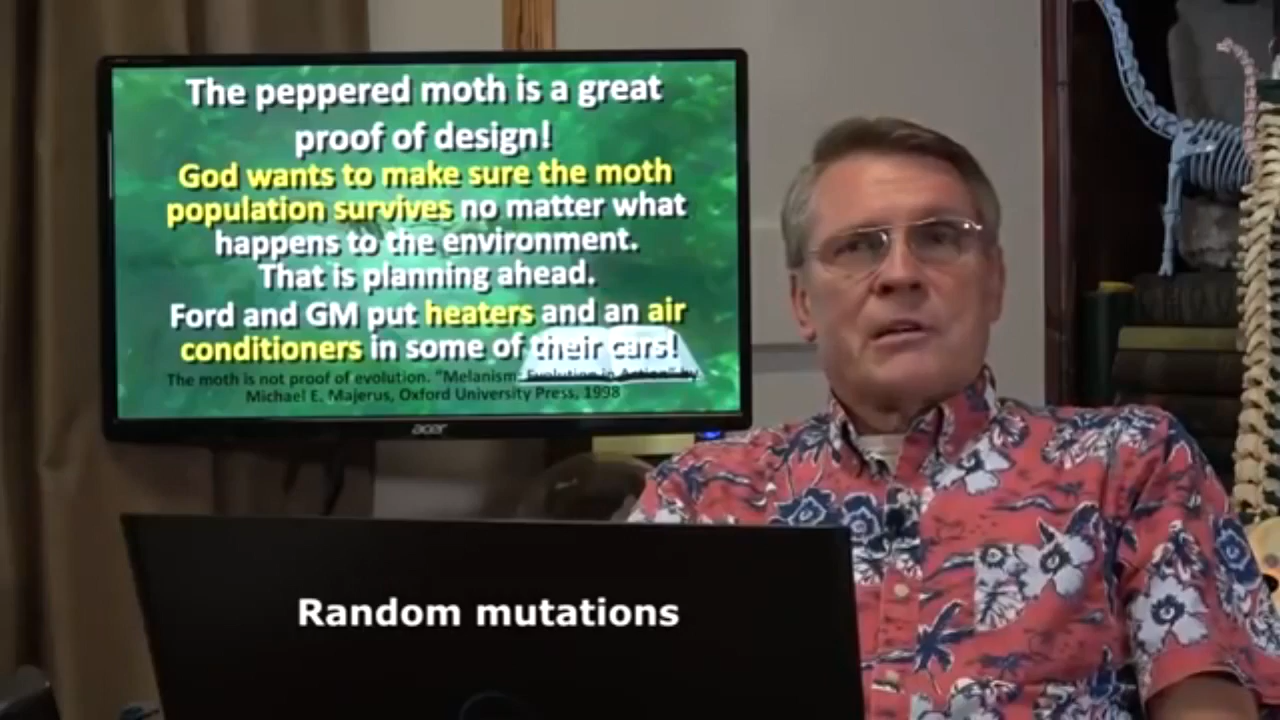 The peppered moth is a great
proof of design!
God wants to make sure the moth
population survives no matter what
happens to the environment.
That is planning ahead.
Ford and GM put heaters and an air
conditioners in some of their cars!
The moth is not proof of evolution. "Melanism: Evolution in Action" by
Michael E. Majerus, Oxford University Press, 1998
acer
Random mutations